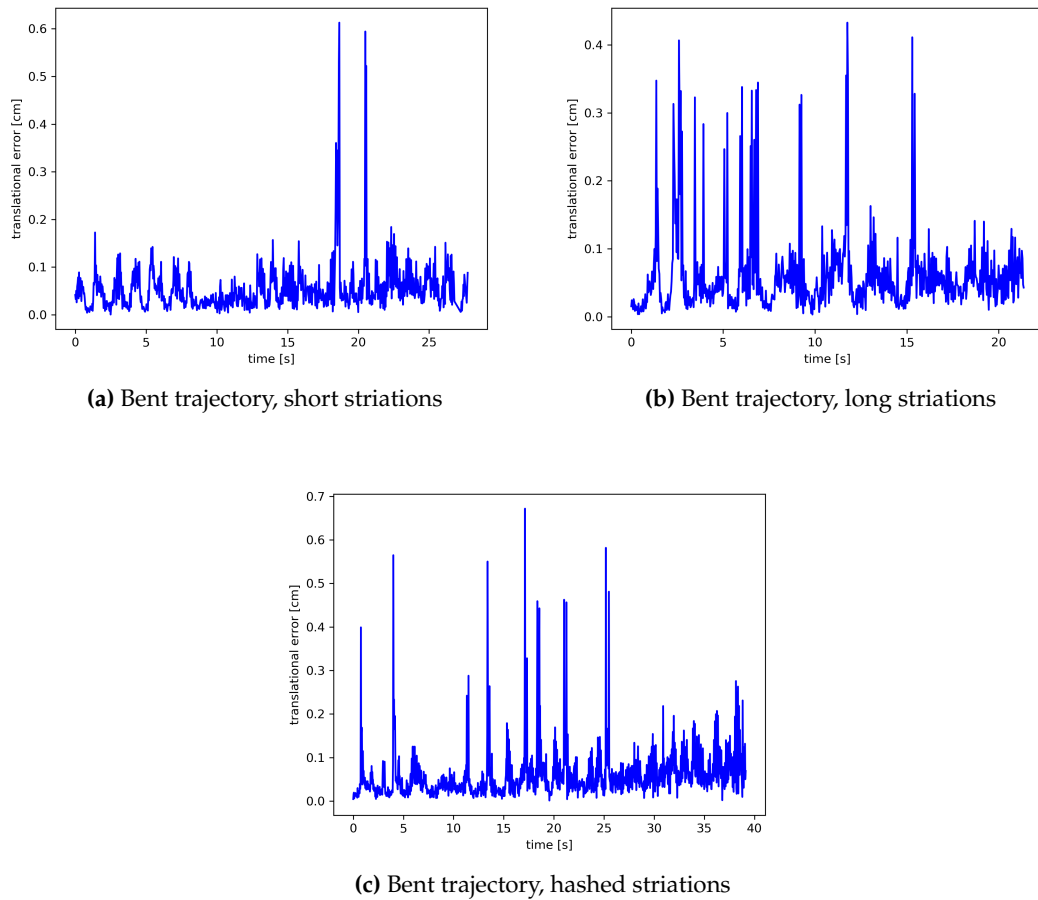 0.6
0.5
0.4
0.3
0.2
0.1
0.0
translational error [cm]
0 5 10 15 20 25
time [s]
(a) Bent trajectory, short striations
0.4
0.3
0.2
0.1
0.0
translational error [cm]
0 5 10 15 20
time [s]
(b) Bent trajectory, long striations
0.7
0.6
0.5
0.4
0.3
0.2
0.1
0.0
translational error [cm]
0 5 10 15 20 25 30 35 40
time [s]
(c) Bent trajectory, hashed striations